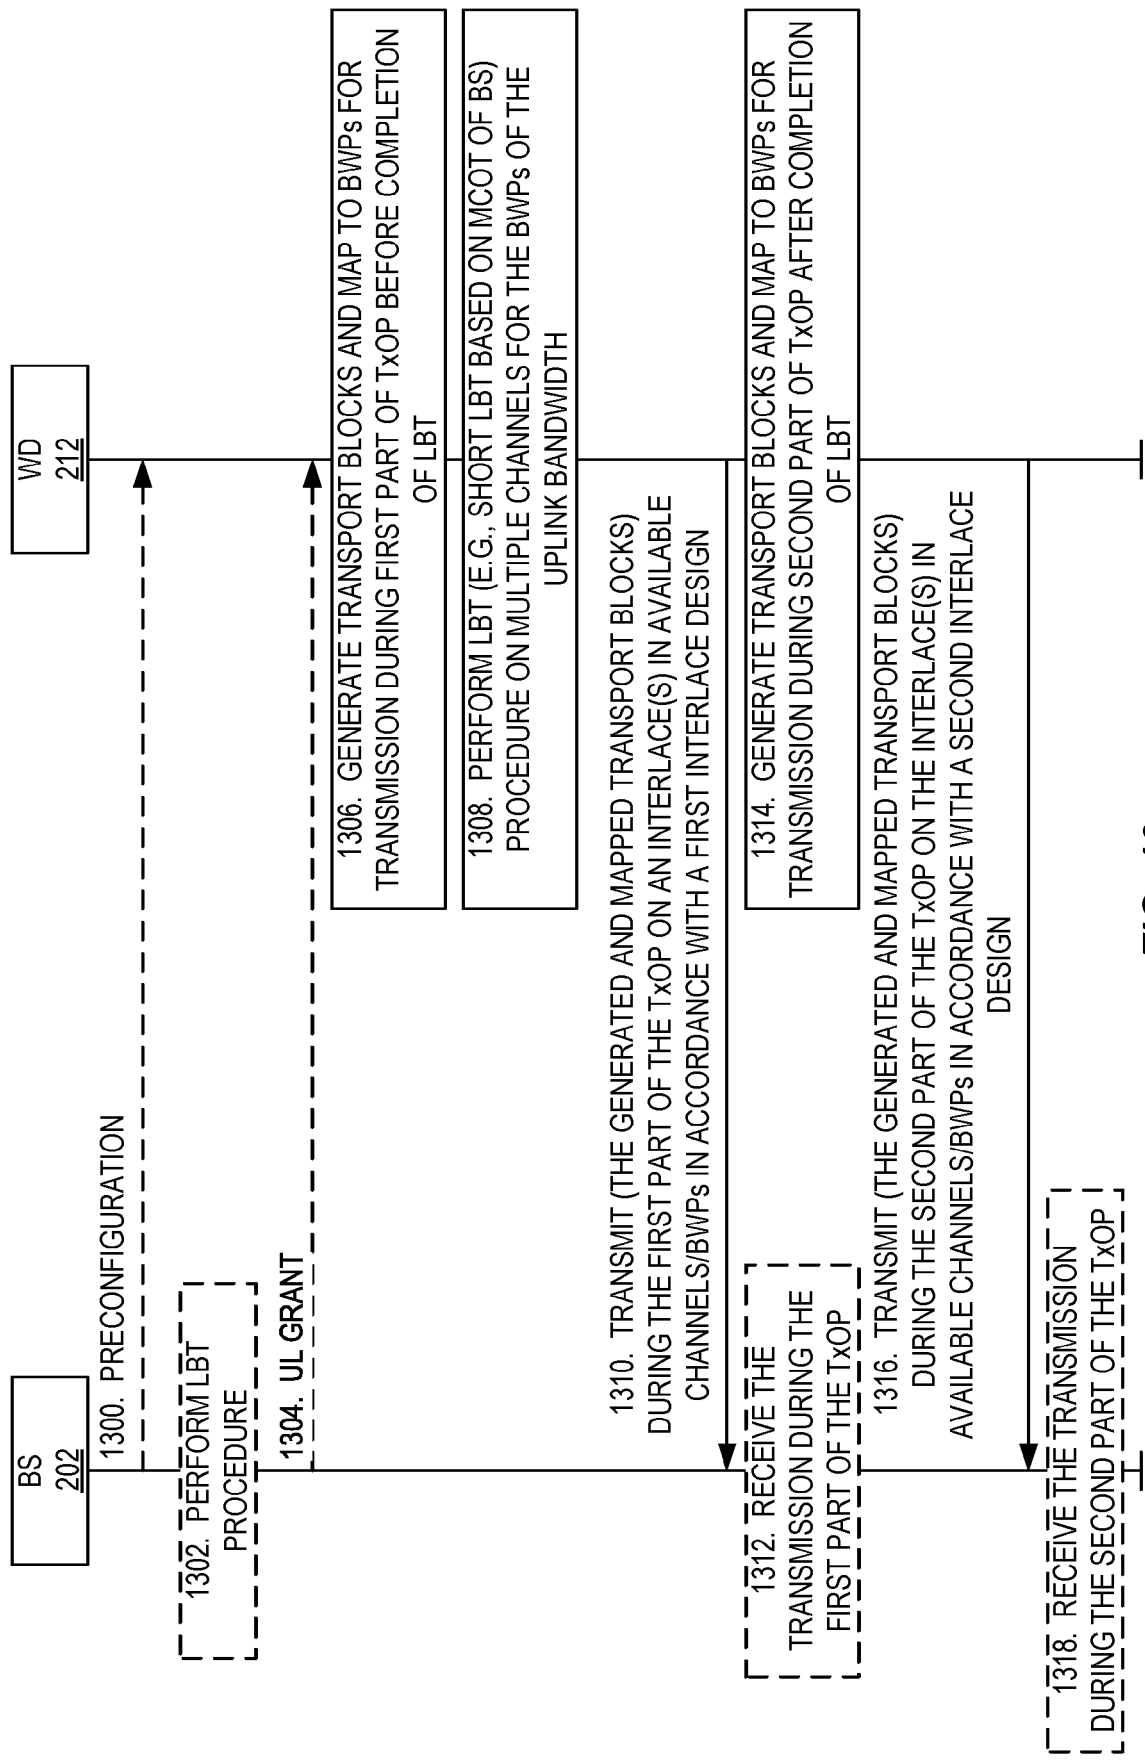 BS
202
WD
212
1300. PRECONFIGURATION
1302. PERFORM LBT
PROCEDURE
1304. UL GRANT
1306. GENERATE TRANSPORT BLOCKS AND MAP TO BWPs FOR
TRANSMISSION DURING FIRST PART OF TxOP BEFORE COMPLETION
OF LBT
1308. PERFORM LBT (E.G., SHORT LBT BASED ON MCOT OF BS)
PROCEDURE ON MULTIPLE CHANNELS FOR THE BWPs OF THE
UPLINK BANDWIDTH
1310. TRANSMIT (THE GENERATED AND MAPPED TRANSPORT BLOCKS)
DURING THE FIRST PART OF THE TxOP ON AN INTERLACE(S) IN AVAILABLE
CHANNELS/BWPs IN ACCORDANCE WITH A FIRST INTERLACE DESIGN
1312. RECEIVE THE
TRANSMISSION DURING THE
FIRST PART OF THE TxOP
1314. GENERATE TRANSPORT BLOCKS AND MAP TO BWPs FOR
TRANSMISSION DURING SECOND PART OF TxOP AFTER COMPLETION
OF LBT
1316. TRANSMIT (THE GENERATED AND MAPPED TRANSPORT BLOCKS)
DURING THE SECOND PART OF THE TxOP ON THE INTERLACE(S) IN
AVAILABLE CHANNELS/BWPs IN ACCORDANCE WITH A SECOND INTERLACE
DESIGN
1318. RECEIVE THE TRANSMISSION
DURING THE SECOND PART OF THE TxOP